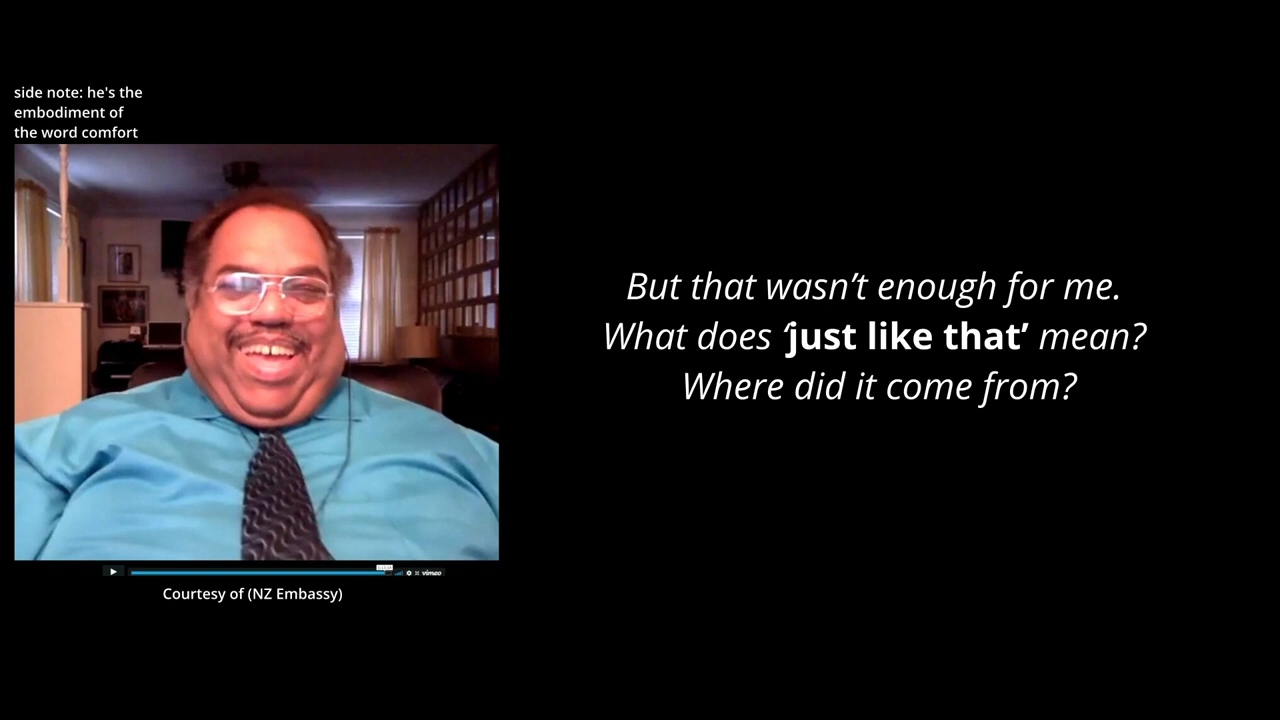 side note: he's the
embodiment of
the word comfort
But that wasn’t enough for me.
What does ‘just like that’ mean?
Where did it come from?
vimeo
Courtesy of (NZ Embassy)